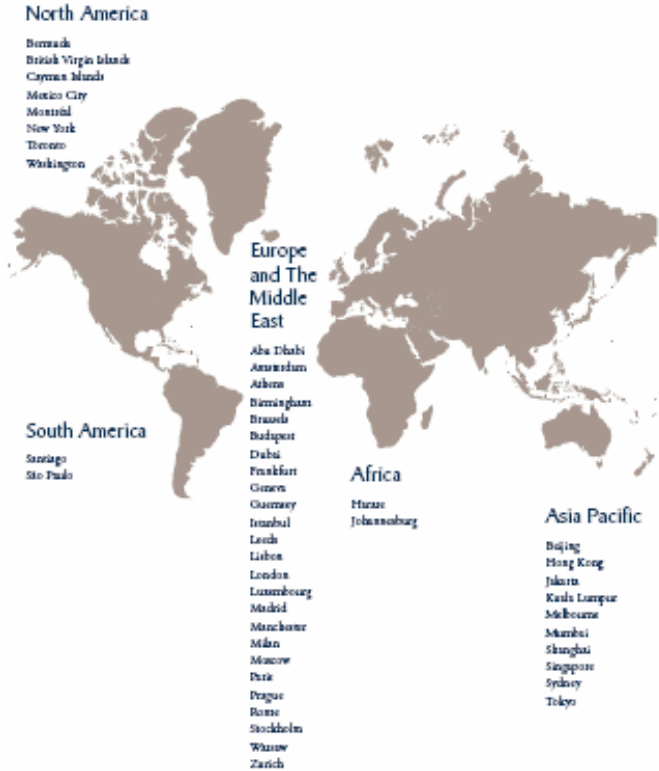 North America
Bermuda
British Virgin Islands
Cayman Islands
Mexico City
Montréal
New York
Toronto
Washington
Europe
and The
Middle
East
Abu Dhabi
Amsterdam
Athens
Birmingham
Brussels
Budapest
Dubai
Frankfurt
Geneva
Guernsey
Istanbul
Leeds
Lisbon
London
Luxembourg
Madrid
Manchester
Milan
Moscow
Paris
Prague
Rome
Stockholm
Warsaw
Zurich
South America
Santiago
São Paulo
Africa
Harare
Johannesburg
Asia Pacific
Beijing
Hong Kong
Jakarta
Kuala Lumpur
Melbourne
Mumbai
Shanghai
Singapore
Sydney
Tokyo